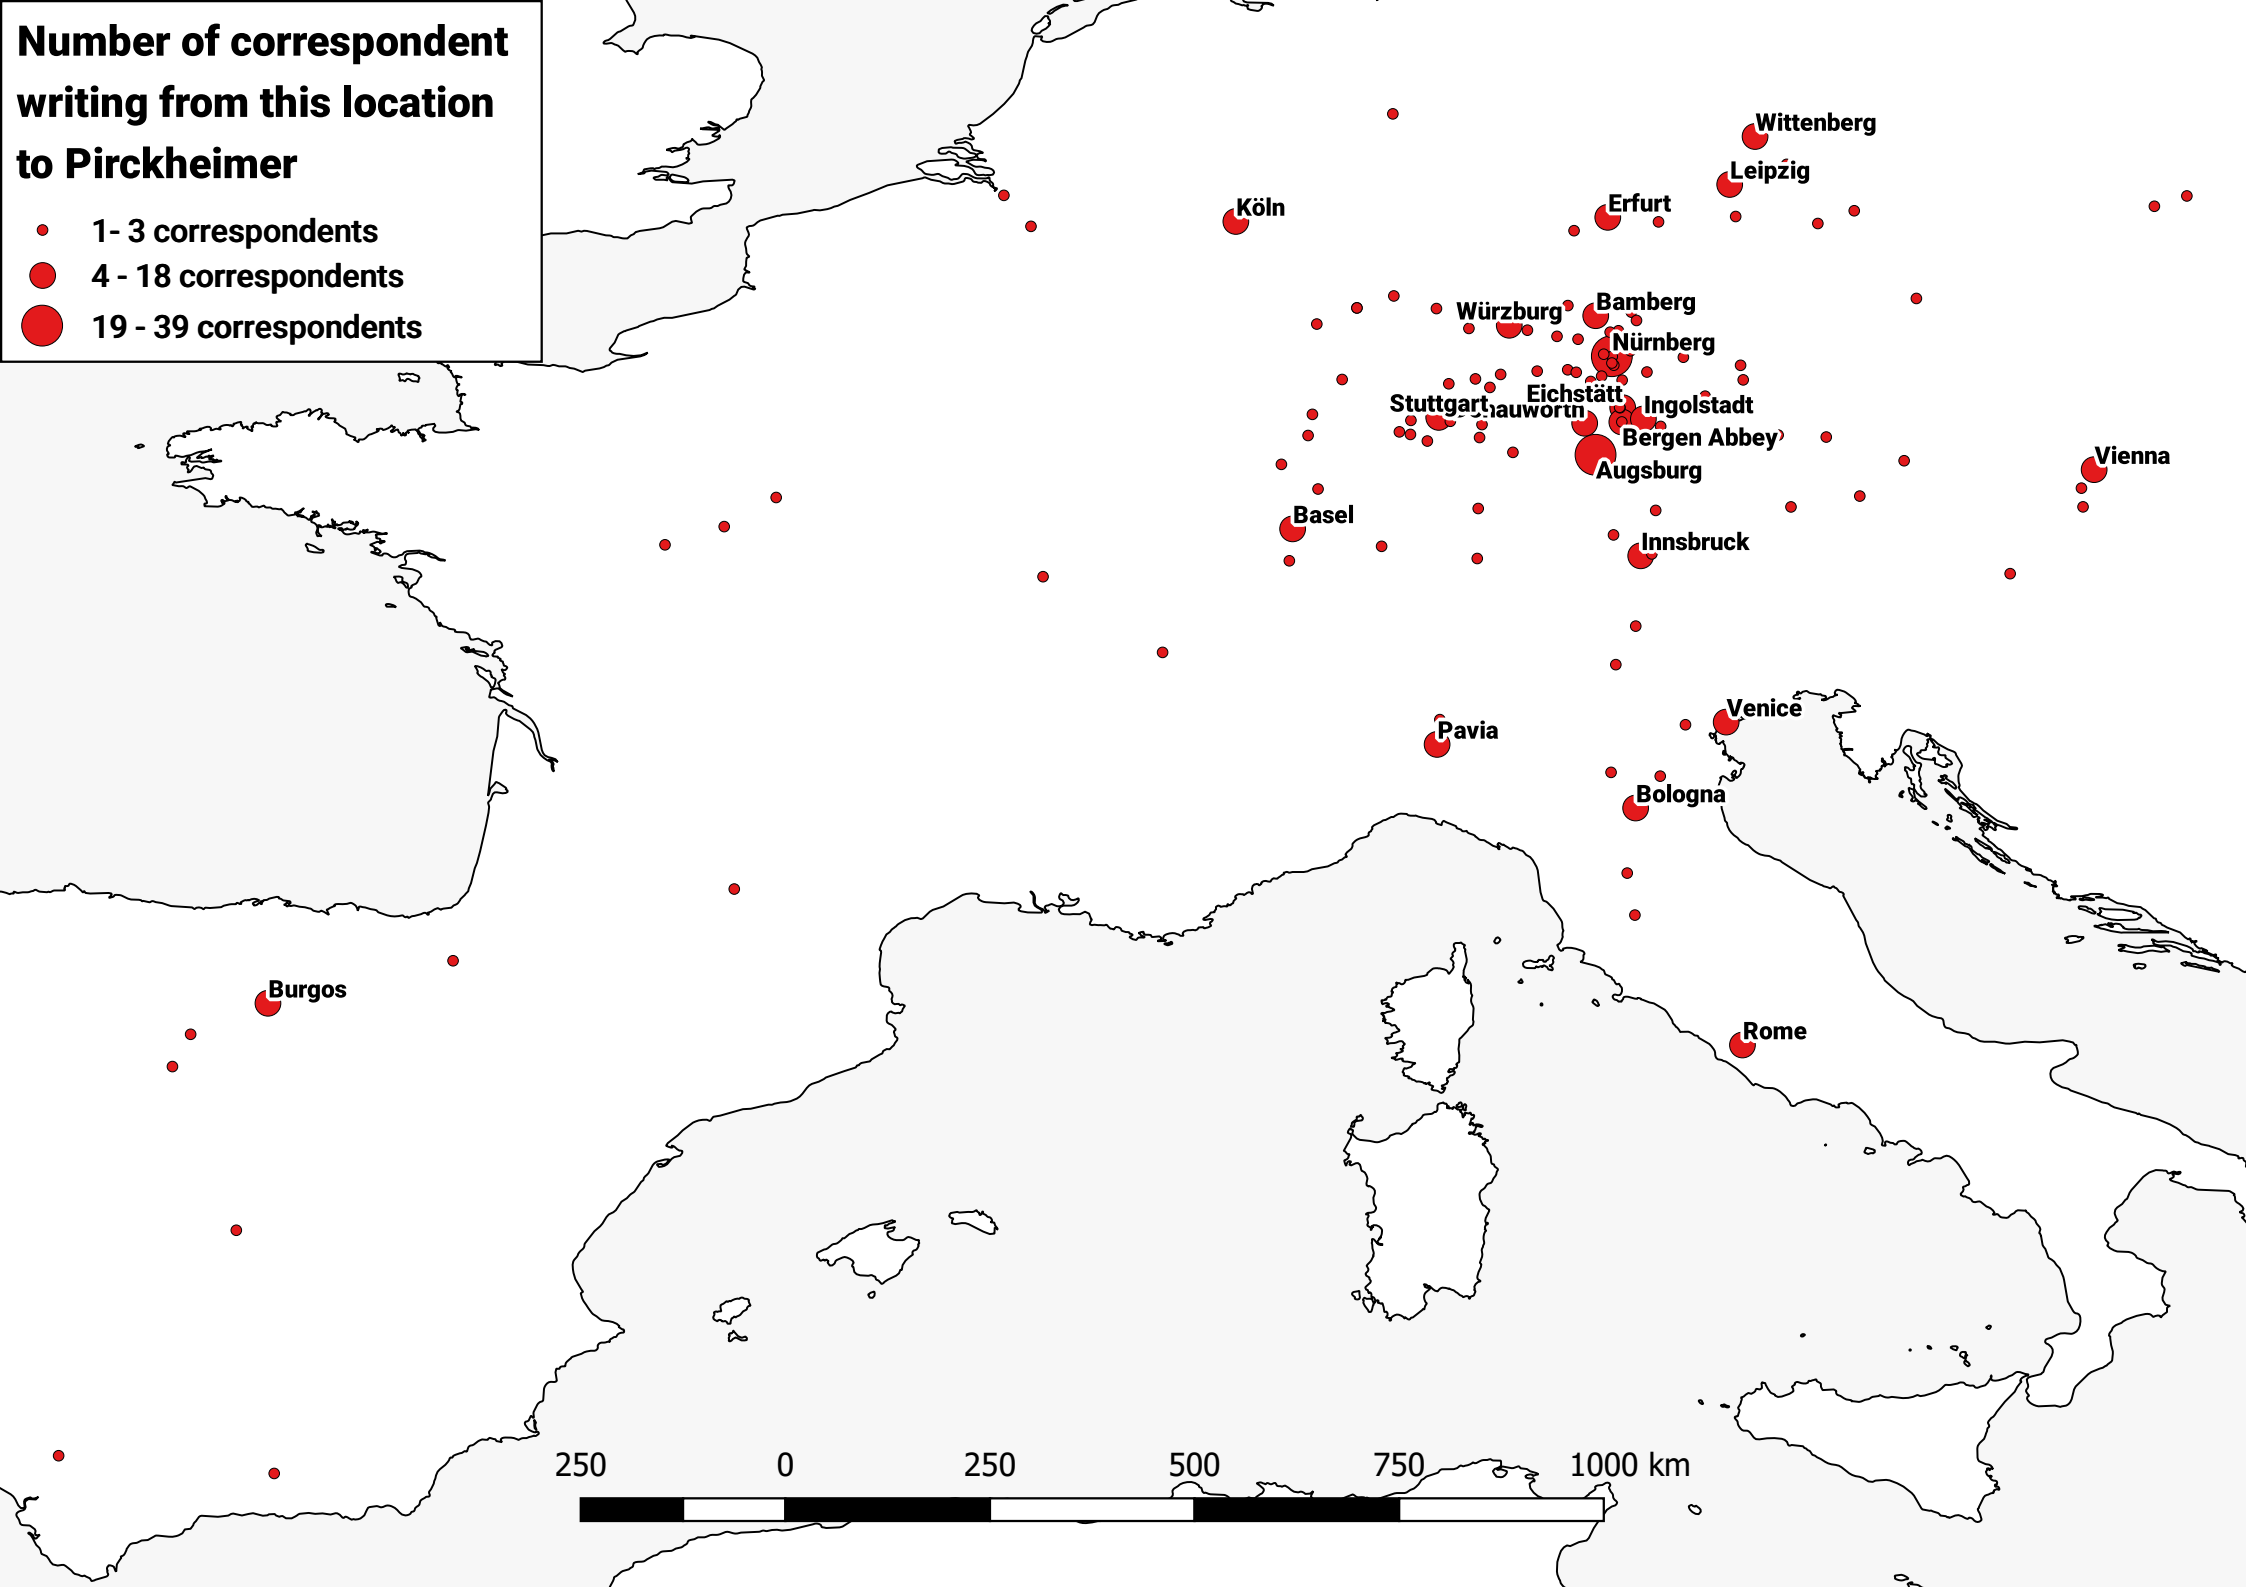 Number of correspondent
writing from this location
to Pirckheimer
1- 3 correspondents
4 - 18 correspondents
19 - 39 correspondents
Wittenberg
Leipzig
Erfurt
Köln
Bamberg
Würzburg
Nürnberg
Eichstätt
Stuttgart
Ingolstadt
Bergen Abbey
Augsburg
Vienna
Basel
Innsbruck
Venice
Pavia
Bologna
Burgos
Rome
250 0 250 500 750 1000 km